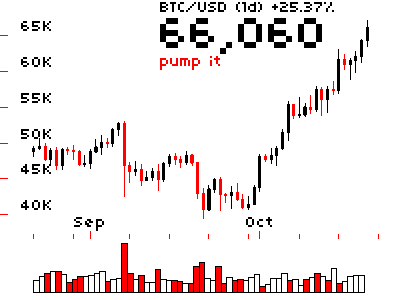 BTC/USD (1d) +25.37%
66,060
pump it
65K
60K
55K
50K
45K
40K
Sep Oct